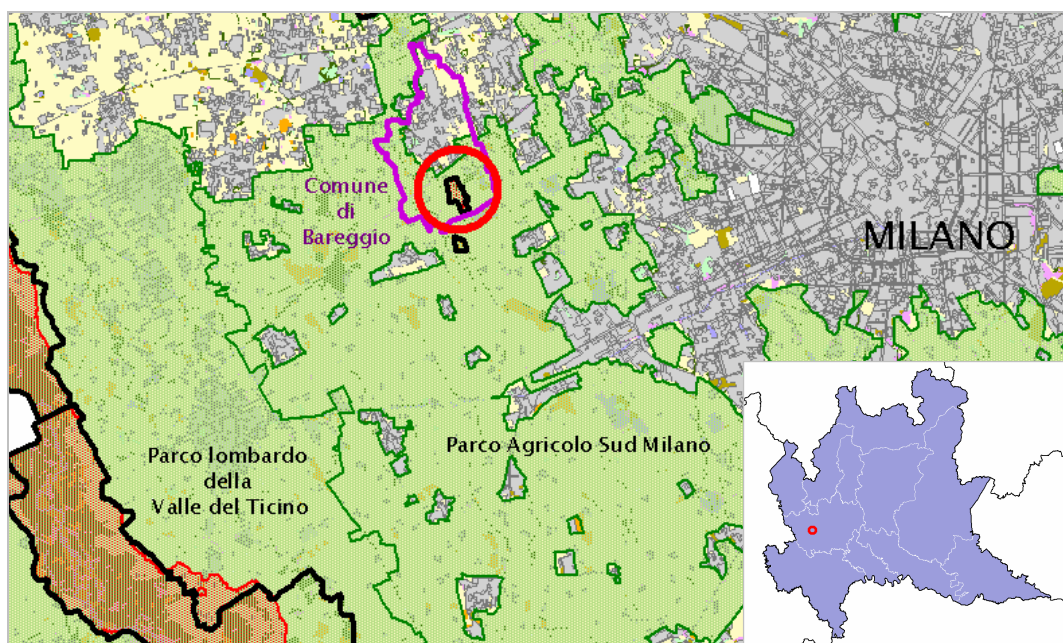 MILANO
Comune
di
Bareggio
Parco Agricolo Sud Milano
Parco lombardo
della
Valle del Ticino